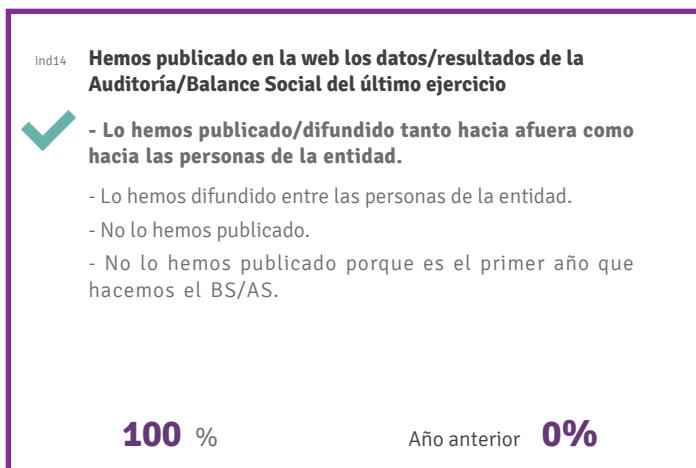 ind14 Hemos publicado en la web los datos/resultados de la
Auditoría/Balance Social del último ejercicio
- Lo hemos publicado/difundido tanto hacia afuera como
hacia las personas de la entidad.
- Lo hemos difundido entre las personas de la entidad.
- No lo hemos publicado.
- No lo hemos publicado porque es el primer año que
hacemos el BS/AS.
100 % Año anterior 0%